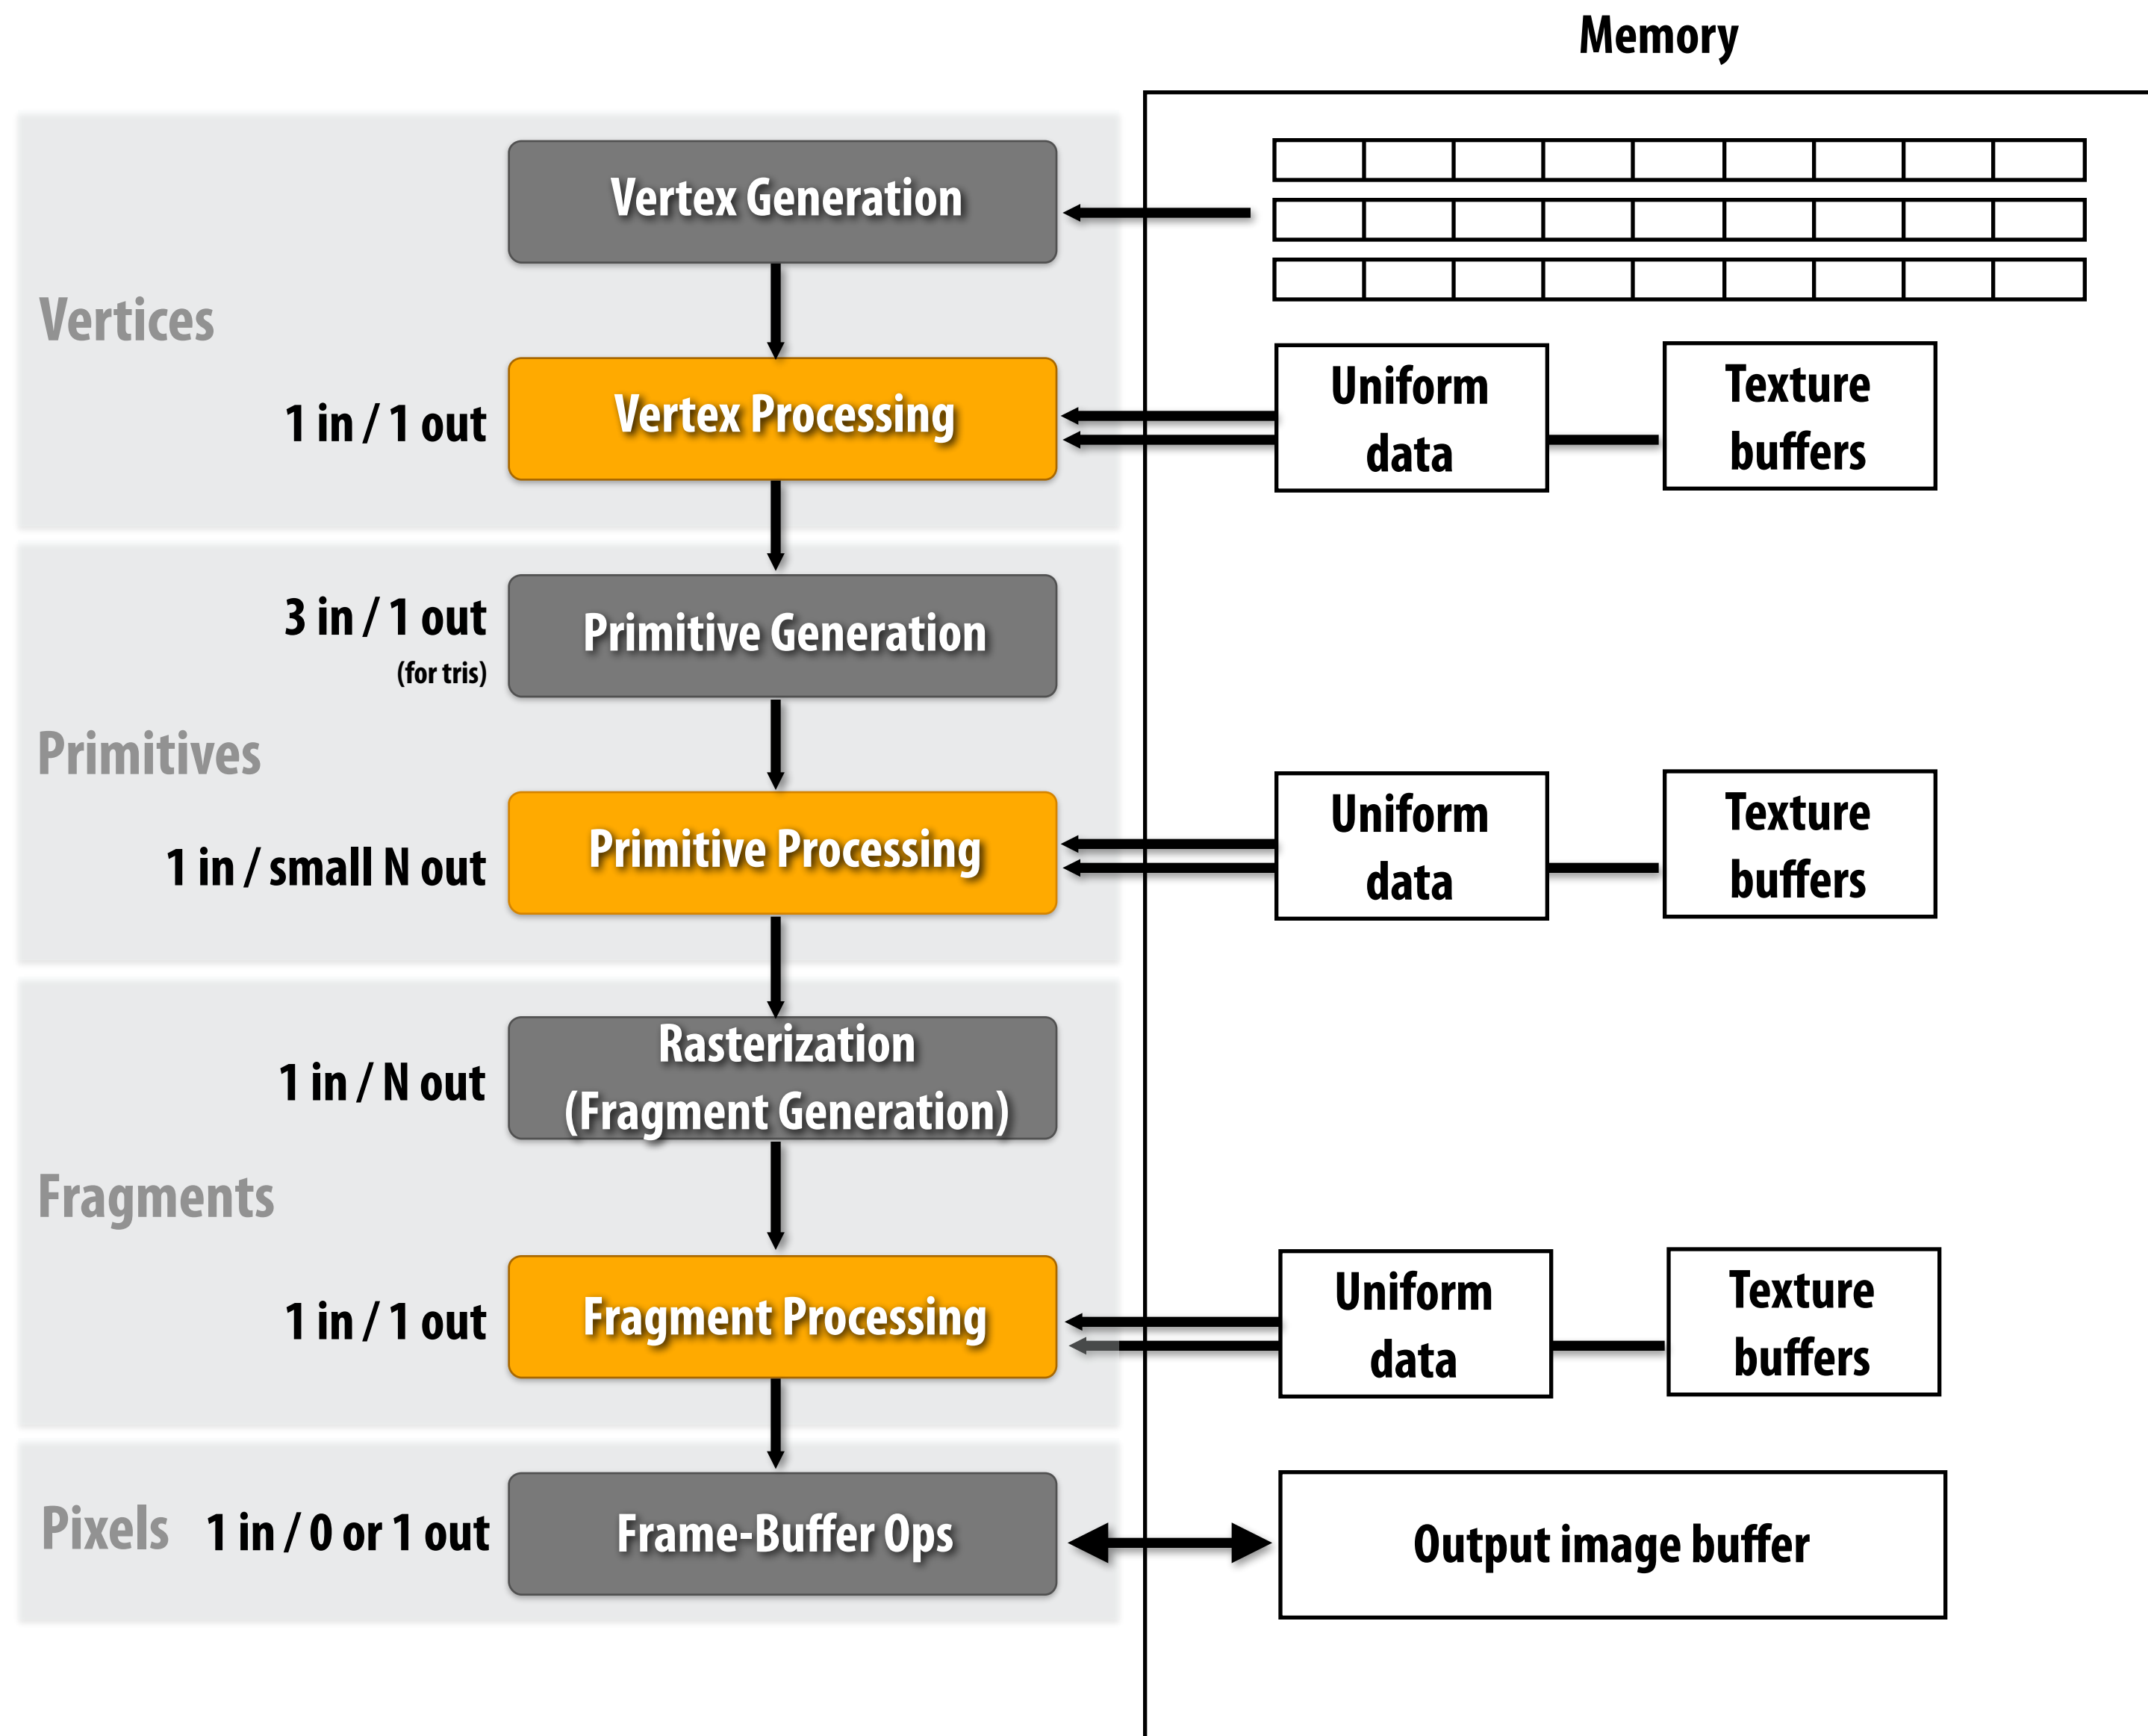 Memory
Vertex Generation
Vertices
1 in / 1 out
Vertex Processing
Uniform
data
Texture
buffers
3 in / 1 out
(for tris)
Primitive Generation
Primitives
1 in / small N out
Primitive Processing
Uniform
data
Texture
buffers
1 in / N out
Rasterization
(Fragment Generation)
Fragments
1 in / 1 out
Fragment Processing
Uniform
data
Texture
buffers
Pixels
1 in / 0 or 1 out
Frame-Buffer Ops
Output image buffer